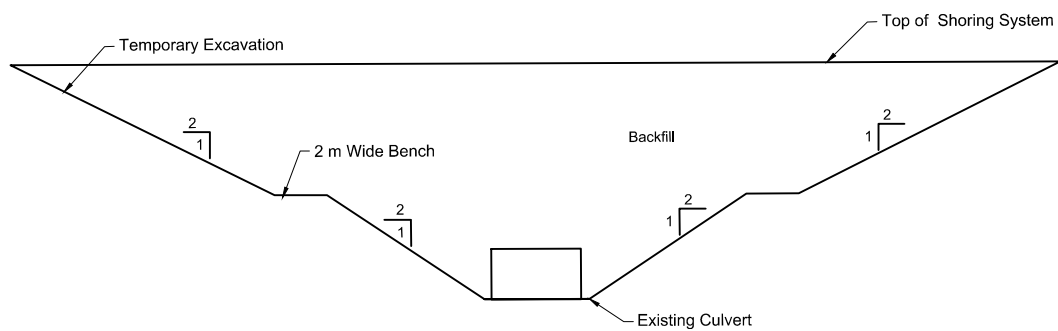 Top of Shoring System
Temporary Excavation
2
1
2
1
Backfill
2 m Wide Bench
2
1
2
1
Existing Culvert